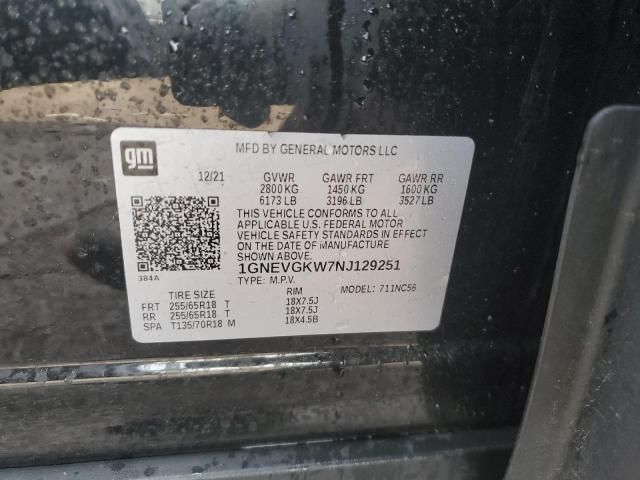 gm
MFD BY GENERAL MOTORS LLC
12/21 GVWR GAWR FRT GAWR RR
2800 KG 1450 KG 1600 KG
6173 LB 3196 LB 3527 LB
THIS VEHICLE CONFORMS TO ALL
APPLICABLE U.S. FEDERAL MOTOR
VEHICLE SAFETY STANDARDS IN EFFECT
ON THE DATE OF MANUFACTURE
SHOWN ABOVE.
1GNEVGKW7NJ129251
384A
TYPE: M.P.V. MODEL: 711NC56
TIRE SIZE RIM
FRT 255/65R18 T 18X7.5J
RR 255/65R18 T 18X7.5J
SPA T135/70R18 M 18X4.5B